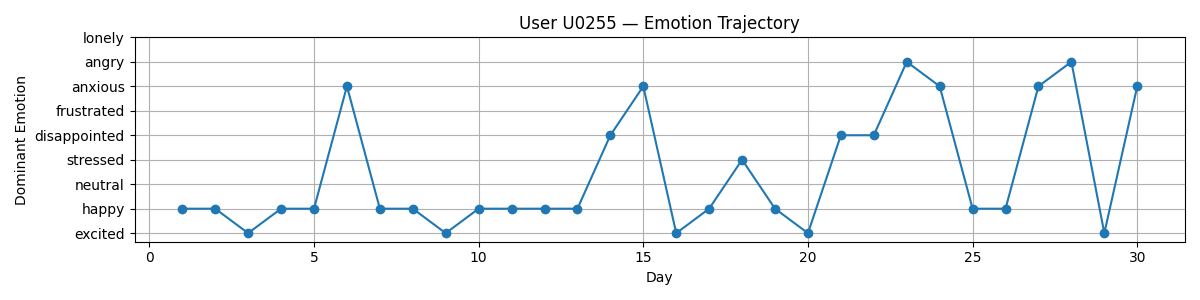 User U0255 — Emotion Trajectory
Dominant Emotion
lonely
angry
anxious
frustrated
disappointed
stressed
neutral
happy
excited
0 5 10 15 20 25 30
Day